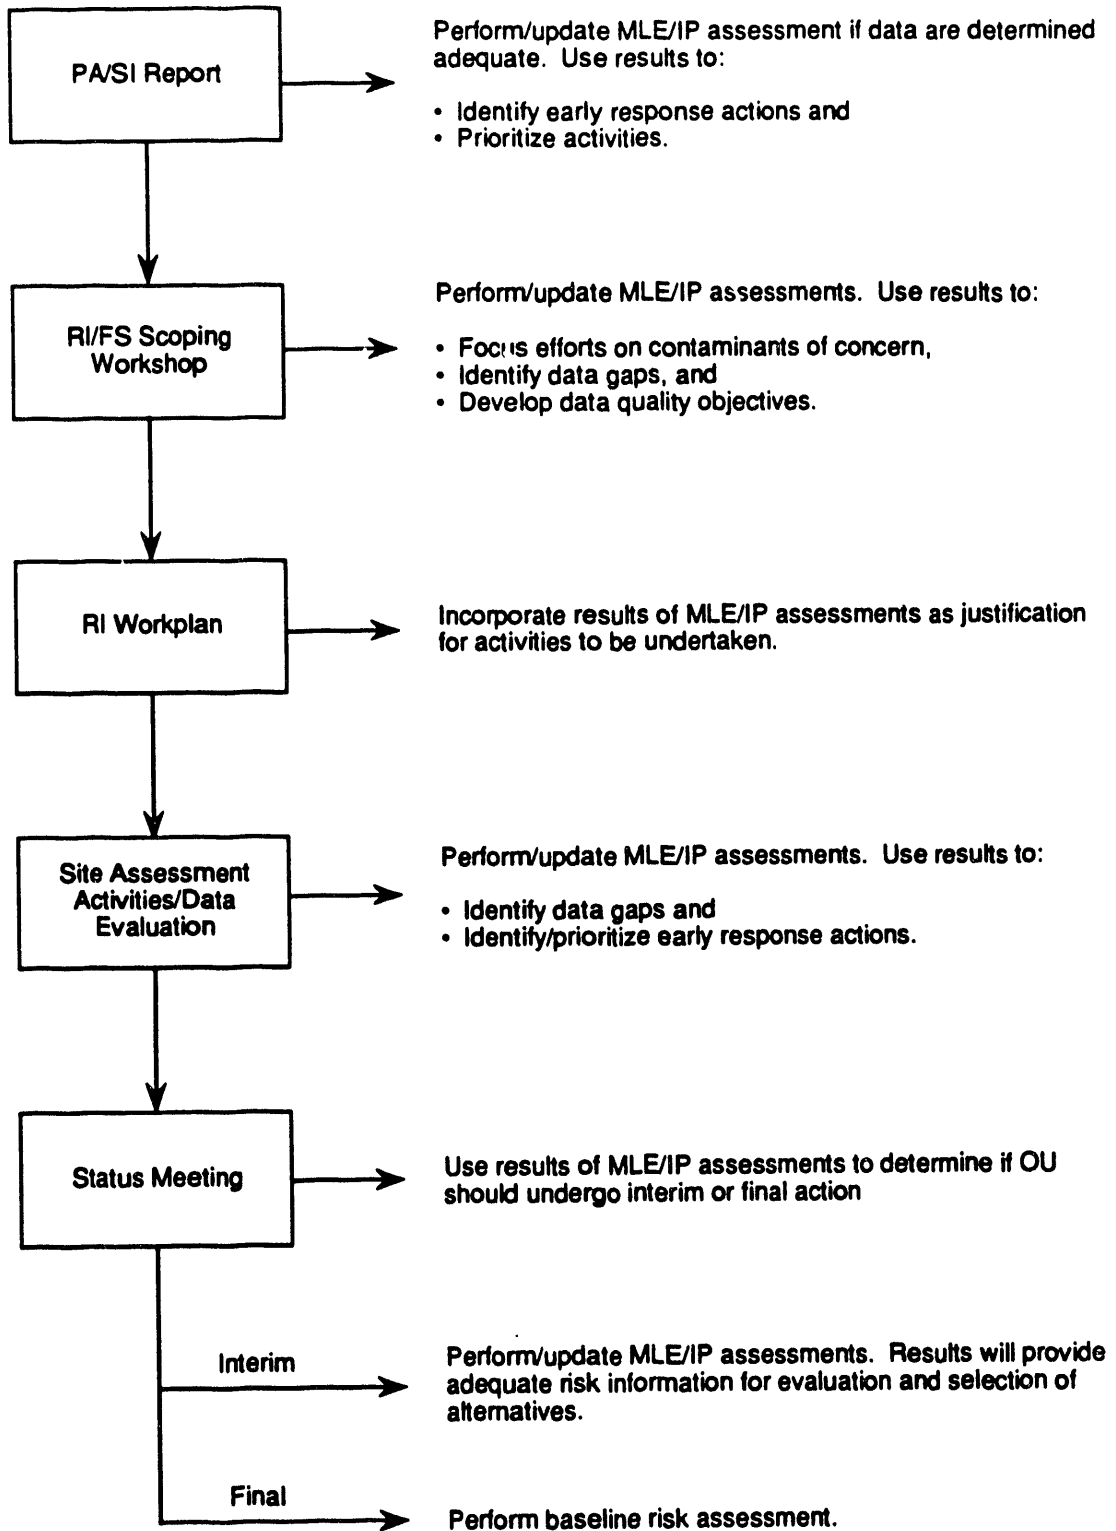 PA/SI Report
Perform/update MLE/IP assessment if data are determined
adequate. Use results to:
• Identify early response actions and
• Prioritize activities.
RI/FS Scoping
Workshop
Perform/update MLE/IP assessments. Use results to:
• Focus efforts on contaminants of concern,
• Identify data gaps, and
• Develop data quality objectives.
RI Workplan
Incorporate results of MLE/IP assessments as justification
for activities to be undertaken.
Site Assessment
Activities/Data
Evaluation
Perform/update MLE/IP assessments. Use results to:
• Identify data gaps and
• Identify/prioritize early response actions.
Status Meeting
Use results of MLE/IP assessments to determine if OU
should undergo interim or final action
Interim
Perform/update MLE/IP assessments. Results will provide
adequate risk information for evaluation and selection of
alternatives.
Final
Perform baseline risk assessment.